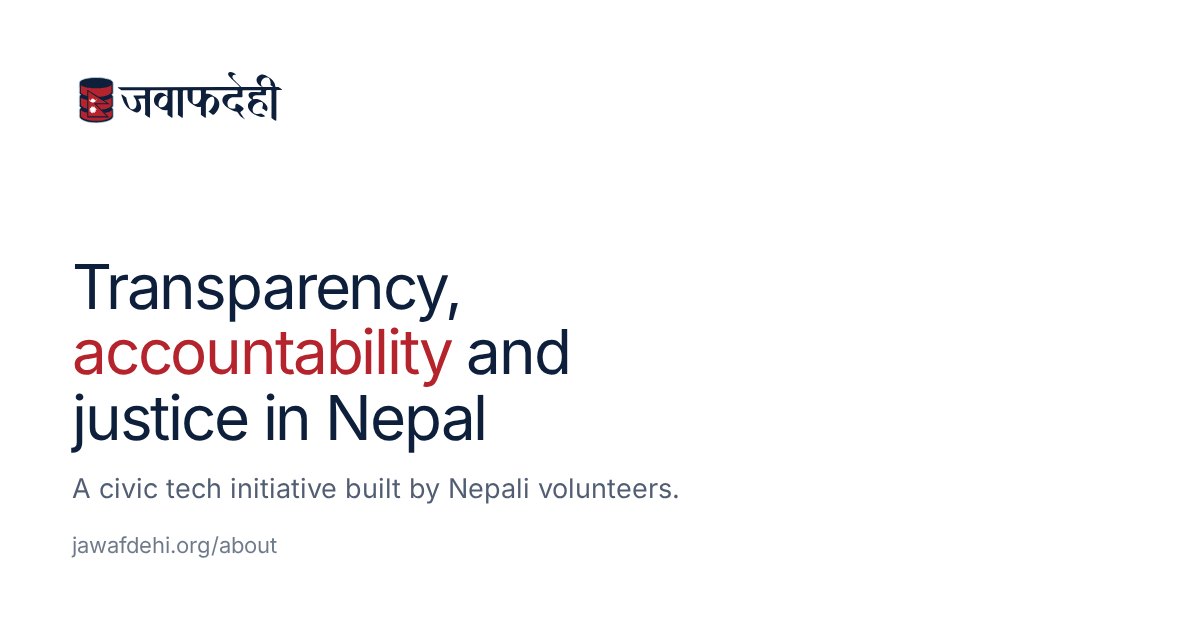 जवाफदेही
Transparency,
accountability and
justice in Nepal
A civic tech initiative built by Nepali volunteers.
jawafdehi.org/about